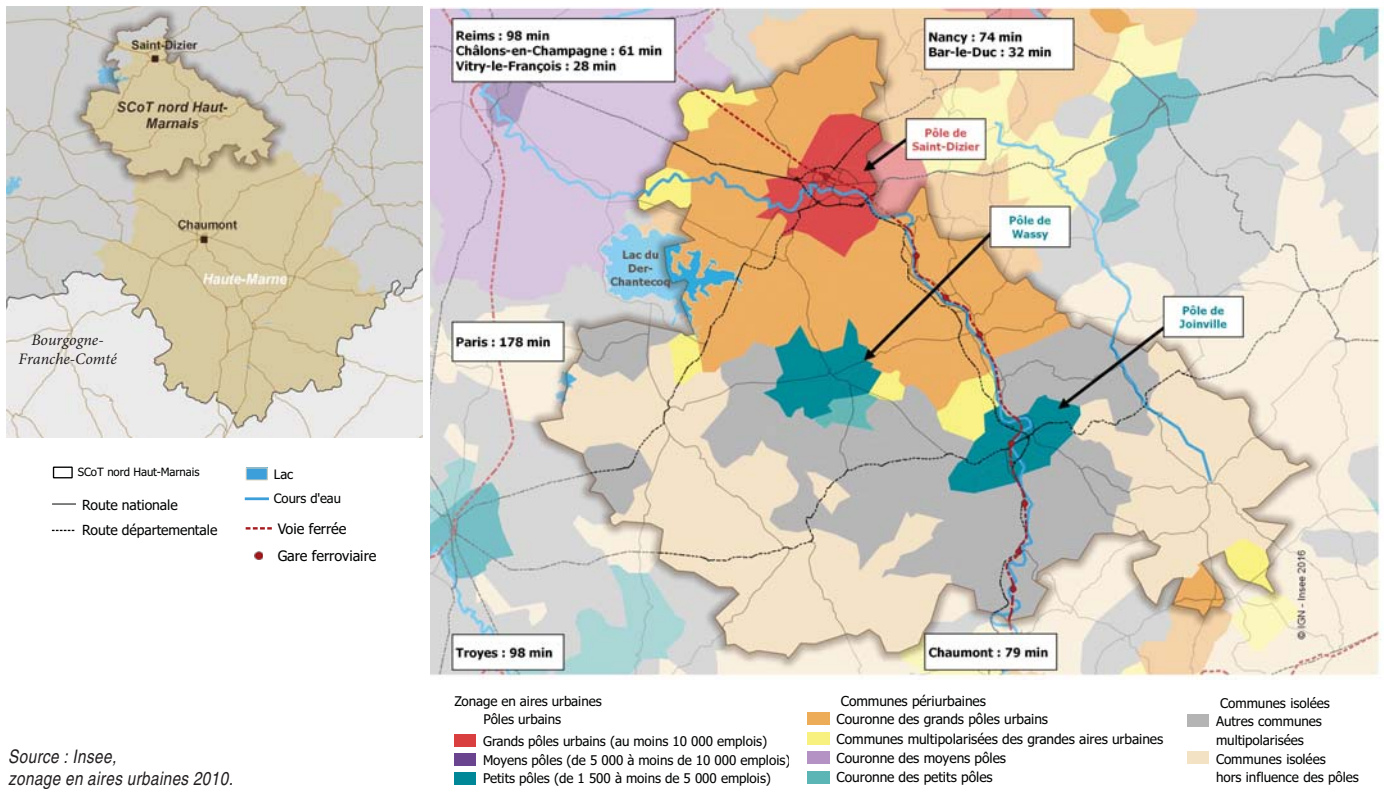 Saint-Dizier
SCoT nord Haut-
Marnais
Chaumont
Haute-Marne
Bourgogne-
Franche-Comté
SCoT nord Haut-Marnais
Route nationale
Route départementale
Lac
Cours d'eau
Voie ferrée
Gare ferroviaire
Source : Insee,
zonage en aires urbaines 2010.
Reims : 98 min
Châlons-en-Champagne : 61 min
Vitry-le-François : 28 min
Nancy : 74 min
Bar-le-Duc : 32 min
Pôle de
Saint-Dizier
Pôle de
Wassy
Lac du
Der-
Chantecoq
Pôle de
Joinville
Paris : 178 min
Troyes : 98 min
Chaumont : 79 min
© IGN - Insee 2016
Zonage en aires urbaines
Pôles urbains
Grands pôles urbains (au moins 10 000 emplois)
Moyens pôles (de 5 000 à moins de 10 000 emplois)
Petits pôles (de 1 500 à moins de 5 000 emplois)
Communes périurbaines
Couronne des grands pôles urbains
Communes multipolarisées des grandes aires urbaines
Couronne des moyens pôles
Couronne des petits pôles
Communes isolées
Autres communes
multipolarisées
Communes isolées
hors influence des pôles